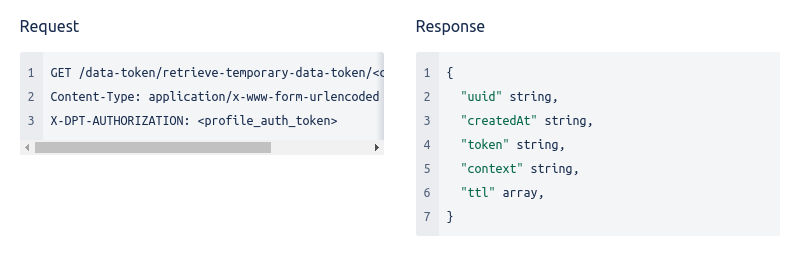 Request
1 GET /data-token/retrieve-temporary-data-token/<
2 Content-Type: application/x-www-form-urlencoded
3 X-DPT-AUTHORIZATION: <profile_auth_token>
Response
1 {
2 "uuid" string,
3 "createdAt" string,
4 "token" string,
5 "context" string,
6 "ttl" array,
7 }